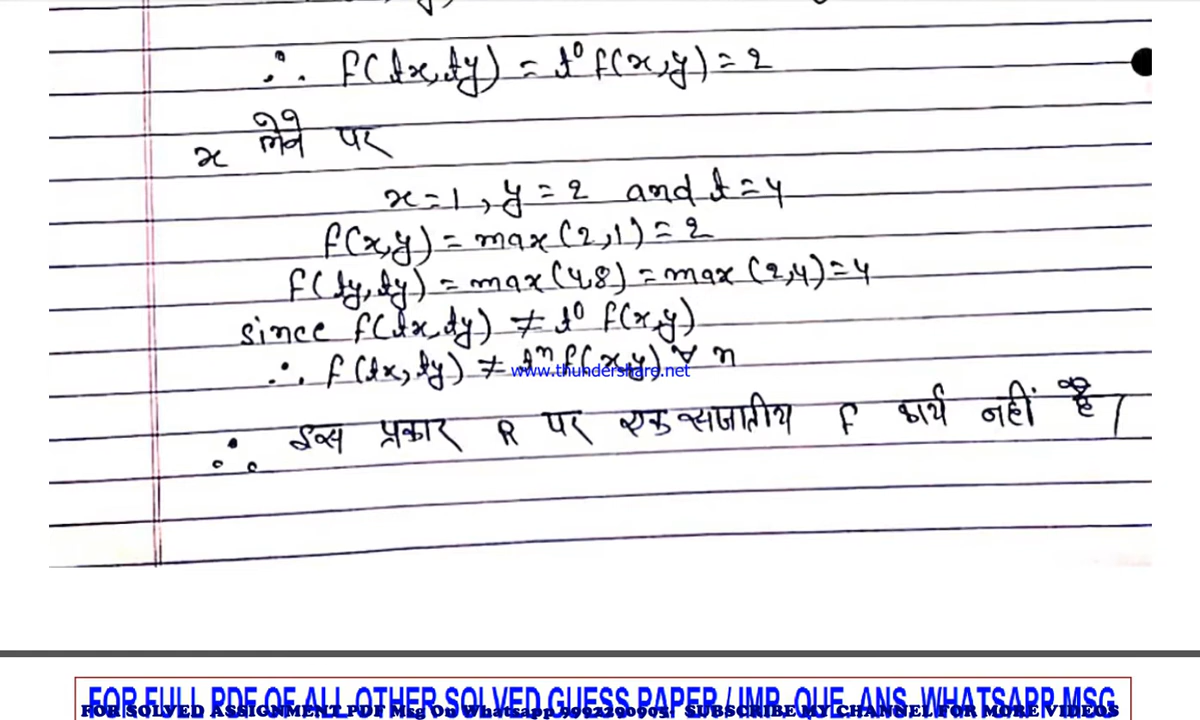 ∴ f(tx,ty) = t⁰ f(x,y) = 2
x लेने पर
x = 1, y = 2 and t = 4
f(x,y) = max(2,1) = 2
f(ty,ty) = max(4,8) = max(2,4) = 4
since f(tx,ty) ≠ t⁰ f(x,y)
∴ f(tx,ty) ≠ tⁿ f(x,y) ∀ n
www.thundershare.net
∴ इस प्रकार R पर एक सजातीय F कार्य नहीं है।
FOR FULL PDF OF ALL OTHER SOLVED GUESS PAPER / IMP. QUE. ANS. WHATSAPP MSG
FOR SOLVED ASSIGNMENT PDF Msg On Whatsapp 9992290905. SUBSCRIBE MY CHANNEL FOR MORE VIDEOS